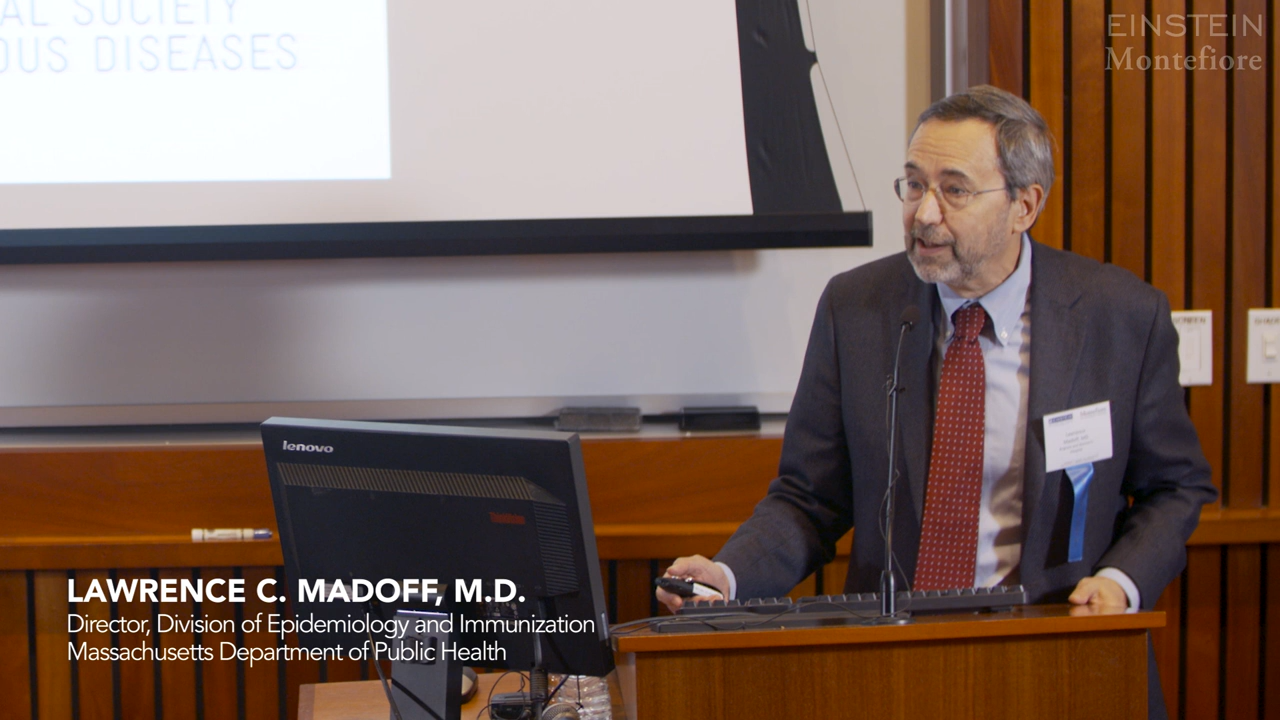 AL SOCIETY
OUS DISEASES
EINSTEIN
Montefiore
lenovo
LAWRENCE C. MADOFF, M.D.
Director, Division of Epidemiology and Immunization
Massachusetts Department of Public Health